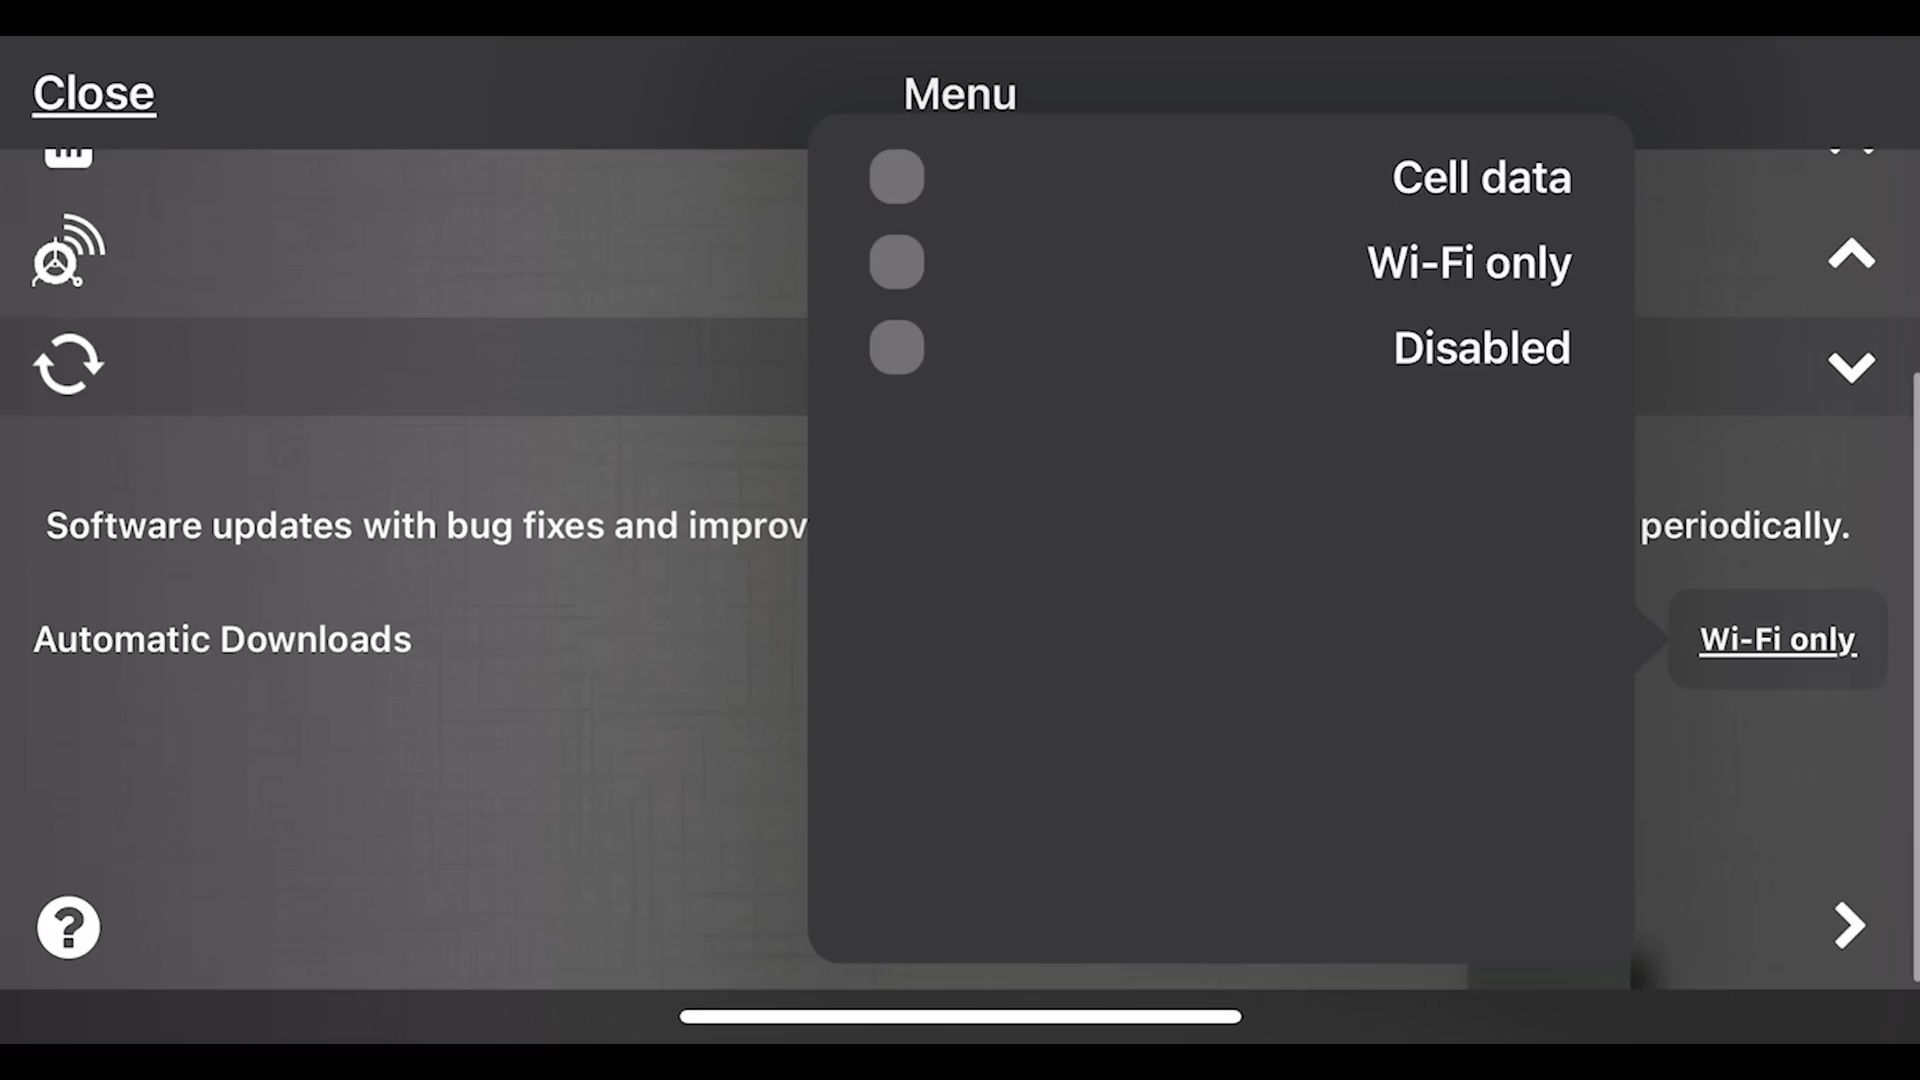 Close
Menu
Cell data
Wi-Fi only
Disabled
Software updates with bug fixes and improv
periodically.
Automatic Downloads
Wi-Fi only